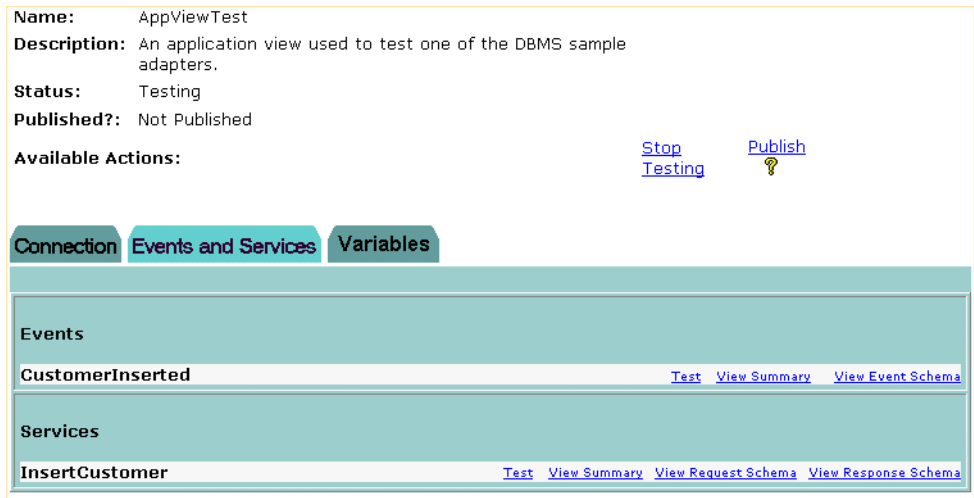 Name: AppViewTest
Description: An application view used to test one of the DBMS sample
adapters.
Status: Testing
Published?: Not Published
Available Actions: Stop Testing Publish
Connection Events and Services Variables
Events
CustomerInserted Test View Summary View Event Schema
Services
InsertCustomer Test View Summary View Request Schema View Response Schema